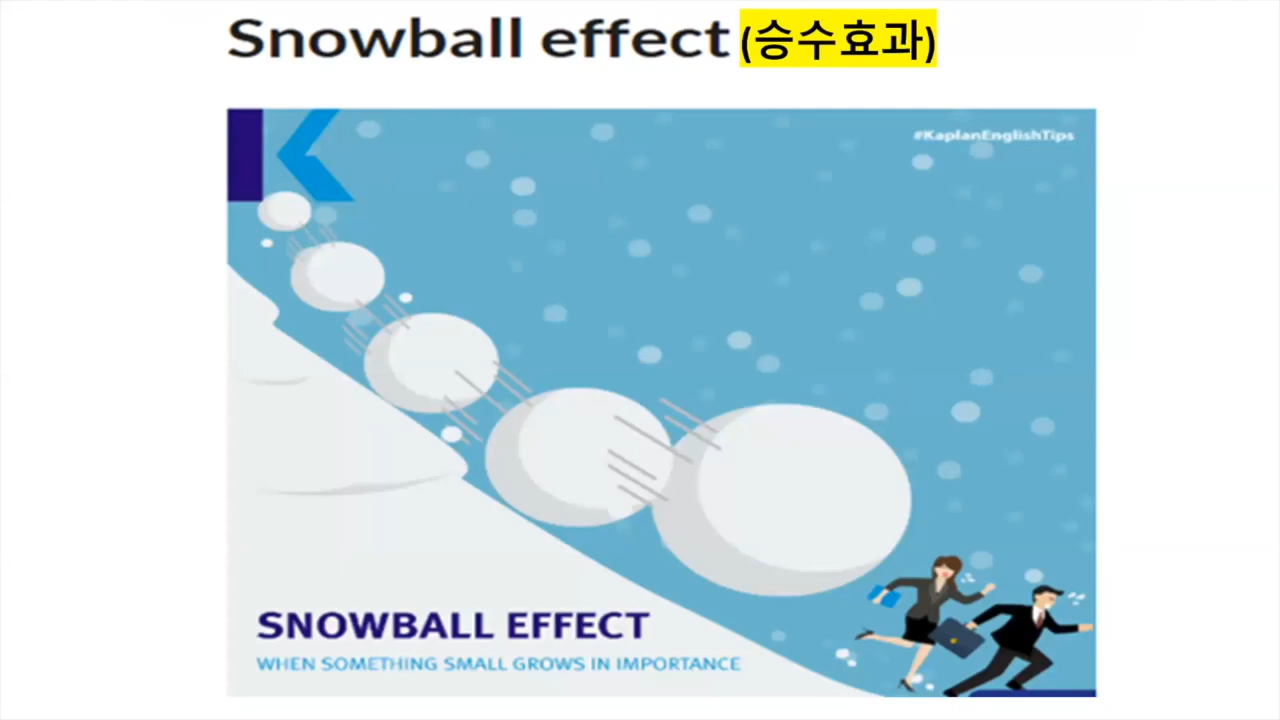 Snowball effect (승수효과)
#KaplanEnglishTips
SNOWBALL EFFECT
WHEN SOMETHING SMALL GROWS IN IMPORTANCE